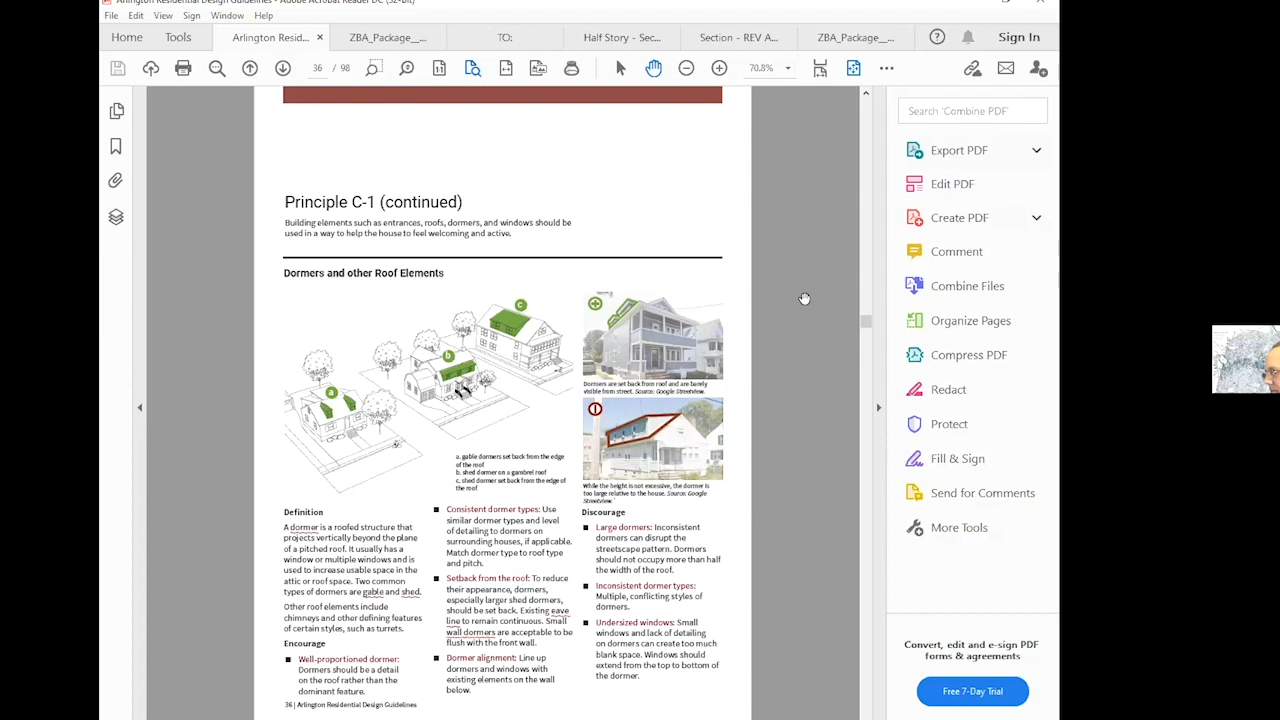 Arlington Residential Design Guidelines - Adobe Acrobat Reader DC (32-bit)
File Edit View Sign Window Help
Home Tools Arlington Resid... × ZBA_Package__... TO: Half Story - Sec... Section - REV A... ZBA_Package__... Sign In
36 / 98 70.8%
Search 'Combine PDF'
Export PDF
Edit PDF
Create PDF
Comment
Combine Files
Organize Pages
Compress PDF
Redact
Protect
Fill & Sign
Send for Comments
More Tools
Convert, edit and e-sign PDF
forms & agreements
Free 7-Day Trial
Principle C-1 (continued)
Building elements such as entrances, roofs, dormers, and windows should be
used in a way to help the house to feel welcoming and active.
Dormers and other Roof Elements
a
b
c
a. gable dormers set back from the edge
of the roof
b. shed dormer on a gambrel roof
c. shed dormer set back from the edge of
the roof
Dormers are set back from roof and are barely
visible from street. Source: Google Streetview.
While the height is not excessive, the dormer is
too large relative to the house. Source: Google
Streetview.
Definition
A dormer is a roofed structure that
projects vertically beyond the plane
of a pitched roof. It usually has a
window or multiple windows and is
used to increase usable space in the
attic or roof space. Two common
types of dormers are gable and shed.
Other roof elements include
chimneys and other defining features
of certain styles, such as turrets.
Encourage
■ Well-proportioned dormer:
Dormers should be a detail
on the roof rather than the
dominant feature.
■ Consistent dormer types: Use
similar dormer types and level
of detailing to dormers on
surrounding houses, if applicable.
Match dormer type to roof type
and pitch.
■ Setback from the roof: To reduce
their appearance, dormers,
especially larger shed dormers,
should be set back. Existing eave
line to remain continuous. Small
wall dormers are acceptable to be
flush with the front wall.
■ Dormer alignment: Line up
dormers and windows with
existing elements on the wall
below.
Discourage
■ Large dormers: Inconsistent
dormers can disrupt the
streetscape pattern. Dormers
should not occupy more than half
the width of the roof.
■ Inconsistent dormer types:
Multiple, conflicting styles of
dormers.
■ Undersized windows: Small
windows and lack of detailing
on dormers can create too much
blank space. Windows should
extend from the top to bottom of
the dormer.
36 | Arlington Residential Design Guidelines